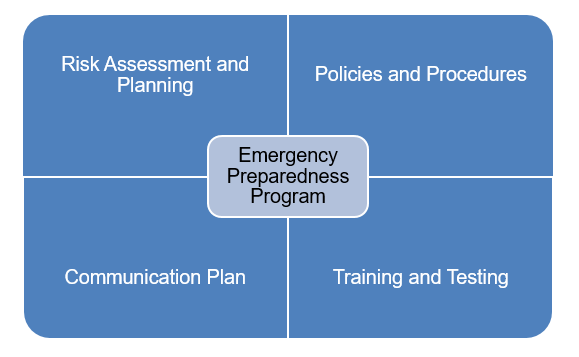 Risk Assessment and
Planning
Policies and Procedures
Emergency
Preparedness
Program
Communication Plan
Training and Testing